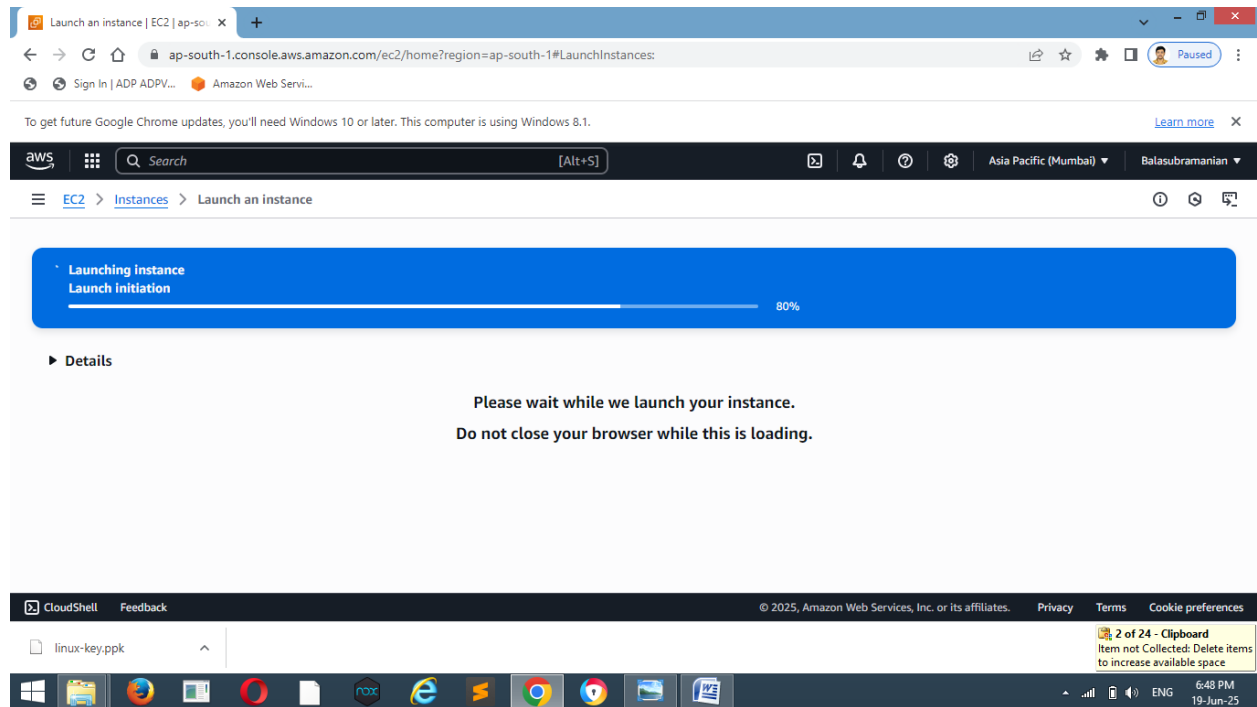 Launch an instance | EC2 | ap-sou
ap-south-1.console.aws.amazon.com/ec2/home?region=ap-south-1#LaunchInstances:
Paused
Sign In | ADP ADPV...
Amazon Web Servi...
To get future Google Chrome updates, you'll need Windows 10 or later. This computer is using Windows 8.1.
Learn more
aws
Search
[Alt+S]
Asia Pacific (Mumbai)
Balasubramanian
EC2 > Instances > Launch an instance
Launching instance
Launch initiation
80%
Details
Please wait while we launch your instance.
Do not close your browser while this is loading.
CloudShell
Feedback
© 2025, Amazon Web Services, Inc. or its affiliates.
Privacy
Terms
Cookie preferences
linux-key.ppk
2 of 24 - Clipboard
Item not Collected: Delete items
to increase available space
nox
ENG
6:48 PM
19-Jun-25